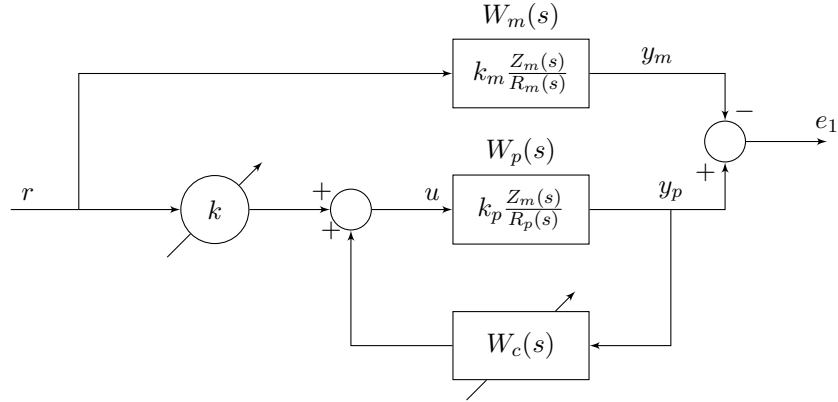 W_m(s)
k_m Z_m(s)/R_m(s)
y_m
−
e_1
W_p(s)
+
r
k
+
+
u
k_p Z_m(s)/R_p(s)
y_p
W_c(s)